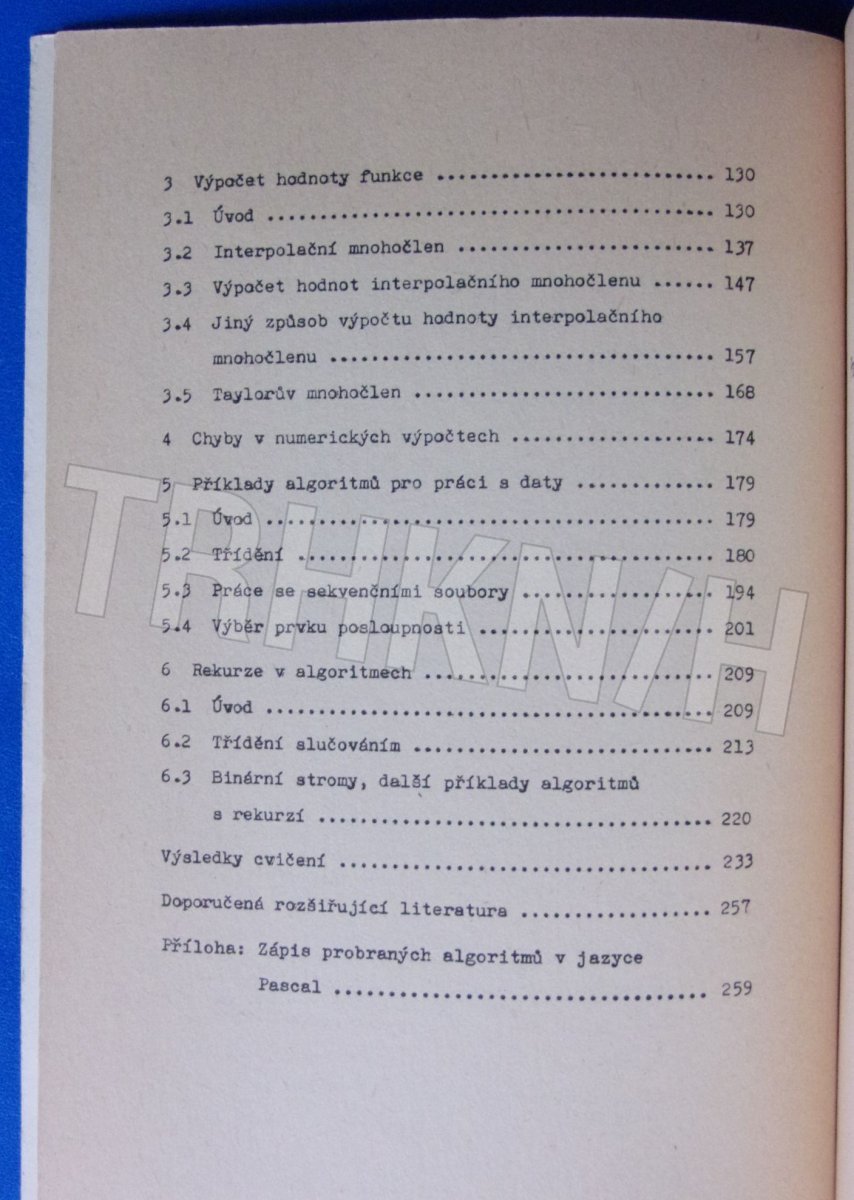 3 Výpočet hodnoty funkce .......................... 130
3.1 Úvod .......................................... 130
3.2 Interpolační mnohočlen ........................ 137
3.3 Výpočet hodnot interpolačního mnohočlenu ...... 147
3.4 Jiný způsob výpočtu hodnoty interpolačního
mnohočlenu .................................... 157
3.5 Taylorův mnohočlen ............................ 168
4 Chyby v numerických výpočtech ................... 174
5 Příklady algoritmů pro práci s daty ............. 179
5.1 Úvod .......................................... 179
5.2 Třídění ....................................... 180
5.3 Práce se sekvenčními soubory .................. 194
5.4 Výběr prvku posloupnosti ...................... 201
6 Rekurze v algoritmech ........................... 209
6.1 Úvod .......................................... 209
6.2 Třídění slučováním ............................ 213
6.3 Binární stromy, další příklady algoritmů
s rekurzí ..................................... 220
Výsledky cvičení ................................... 233
Doporučená rozšiřující literatura .................. 257
Příloha: Zápis probraných algoritmů v jazyce
Pascal ................................... 259
TRHKNIH